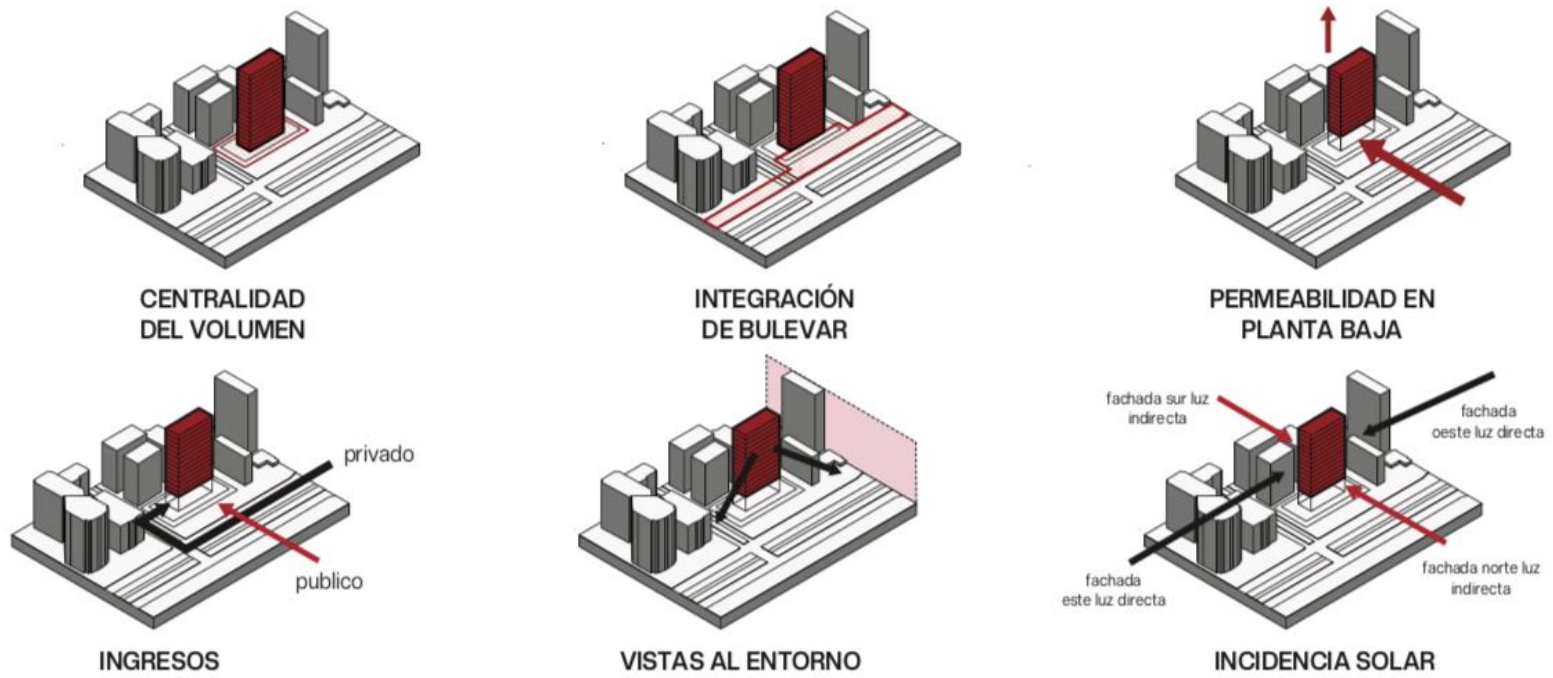 CENTRALIDAD
DEL VOLUMEN
INTEGRACIÓN
DE BULEVAR
PERMEABILIDAD EN
PLANTA BAJA
privado
publico
INGRESOS
VISTAS AL ENTORNO
fachada sur luz
indirecta
fachada
oeste luz directa
fachada
este luz directa
fachada norte luz
indirecta
INCIDENCIA SOLAR